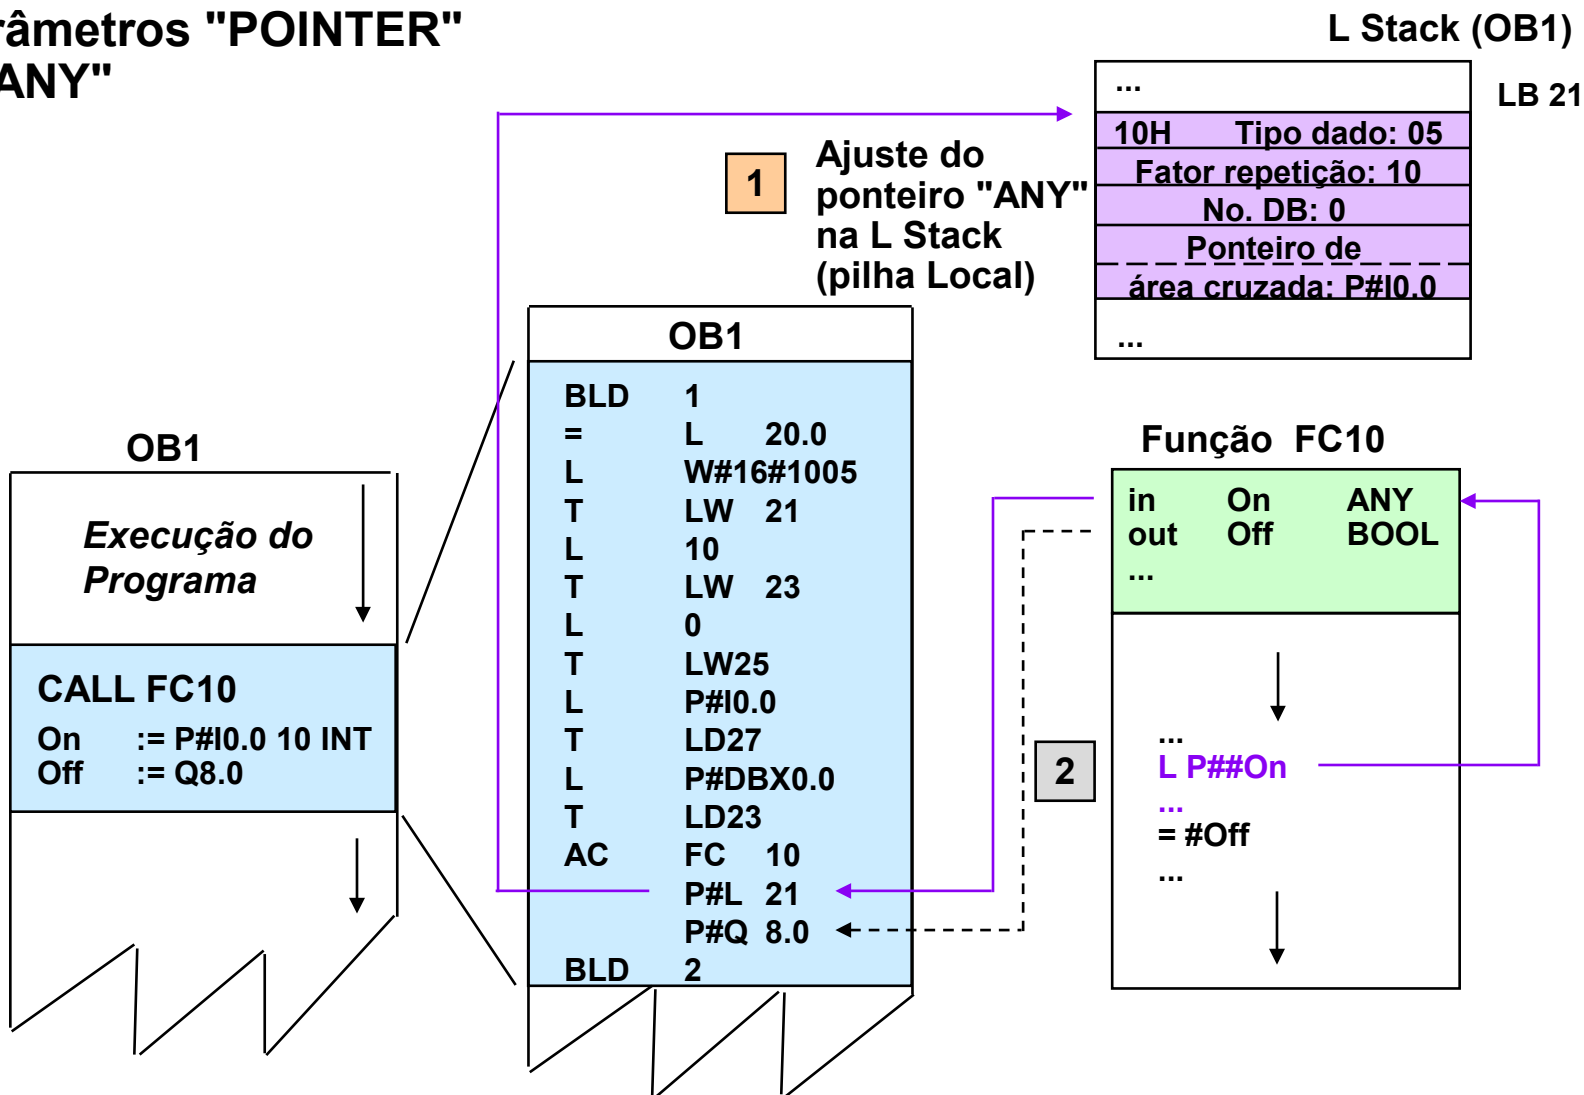 râmetros "POINTER"
ANY"
L Stack (OB1)
...
LB 21
10H Tipo dado: 05
Fator repetição: 10
No. DB: 0
Ponteiro de
área cruzada: P#I0.0
...
1
Ajuste do
ponteiro "ANY"
na L Stack
(pilha Local)
OB1
Execução do
Programa
CALL FC10
On := P#I0.0 10 INT
Off := Q8.0
OB1
BLD 1
= L 20.0
L W#16#1005
T LW 21
L 10
T LW 23
L 0
T LW25
L P#I0.0
T LD27
L P#DBX0.0
T LD23
AC FC 10
P#L 21
P#Q 8.0
BLD 2
Função FC10
in On ANY
out Off BOOL
...
2
...
L P##On
...
= #Off
...